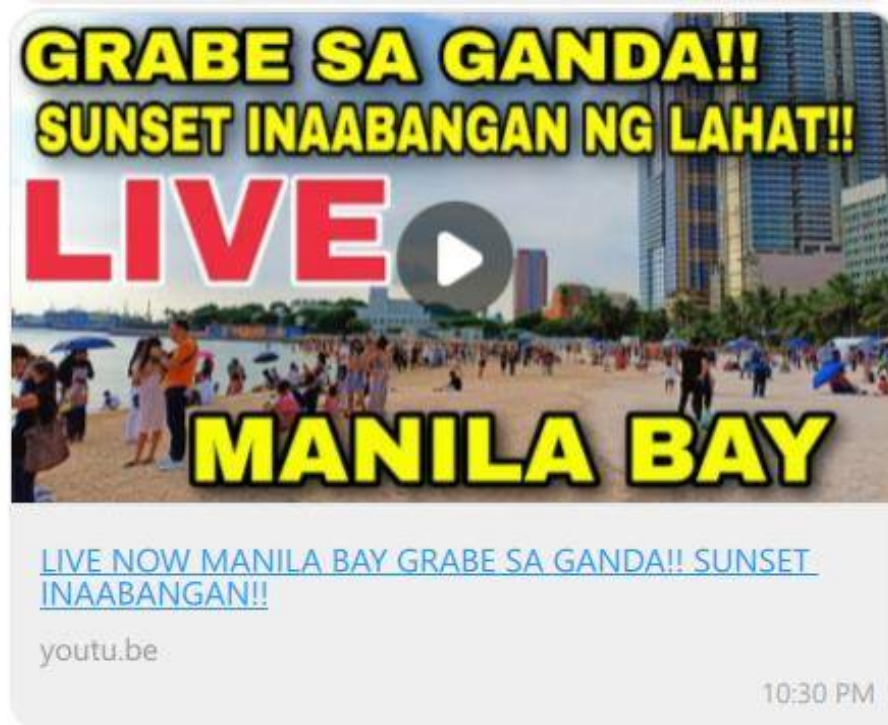 GRABE SA GANDA!!
SUNSET INAABANGAN NG LAHAT!!
LIVE
MANILA BAY
LIVE NOW MANILA BAY GRABE SA GANDA!! SUNSET
INAABANGAN!!
youtu.be
10:30 PM